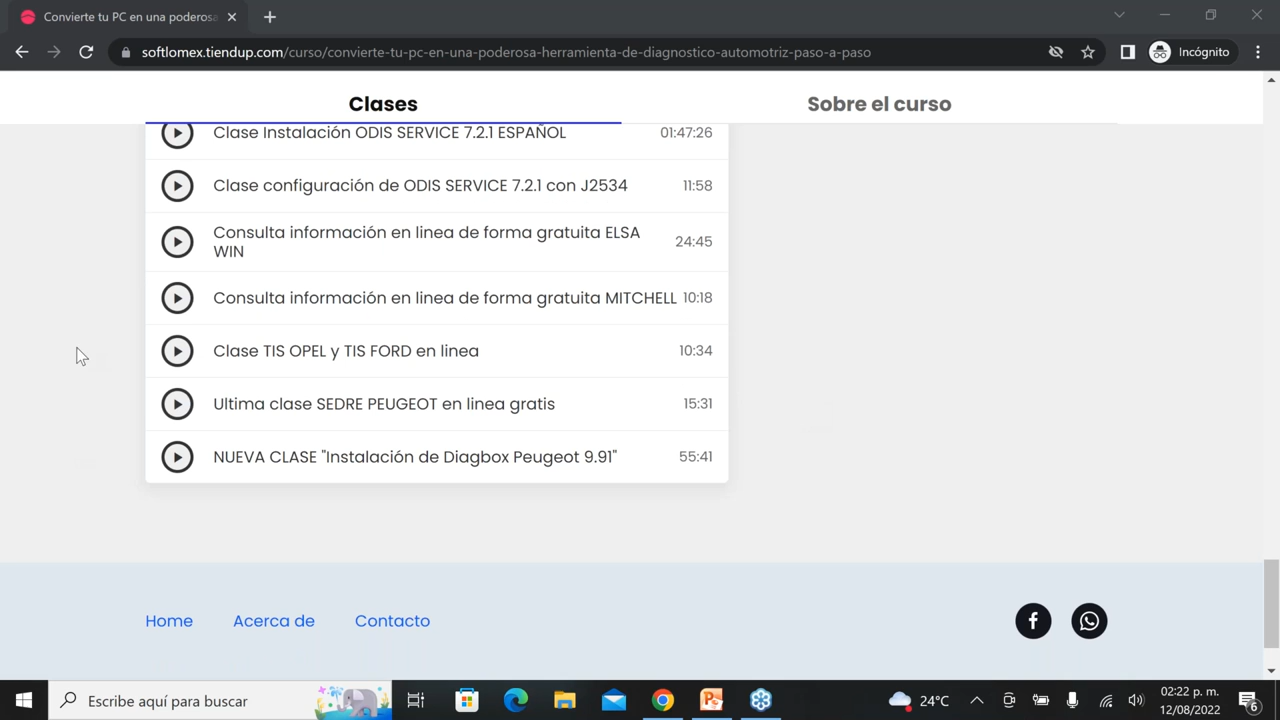 Convierte tu PC en una poderosa
softlomex.tiendup.com/curso/convierte-tu-pc-en-una-poderosa-herramienta-de-diagnostico-automotriz-paso-a-paso
Incógnito
Clases
Sobre el curso
Clase Instalación ODIS SERVICE 7.2.1 ESPAÑOL 01:47:26
Clase configuración de ODIS SERVICE 7.2.1 con J2534 11:58
Consulta información en linea de forma gratuita ELSA
WIN
24:45
Consulta información en linea de forma gratuita MITCHELL 10:18
Clase TIS OPEL y TIS FORD en linea 10:34
Ultima clase SEDRE PEUGEOT en linea gratis 15:31
NUEVA CLASE "Instalación de Diagbox Peugeot 9.91" 55:41
Home Acerca de Contacto
Escribe aquí para buscar
24°C
02:22 p. m.
12/08/2022
6